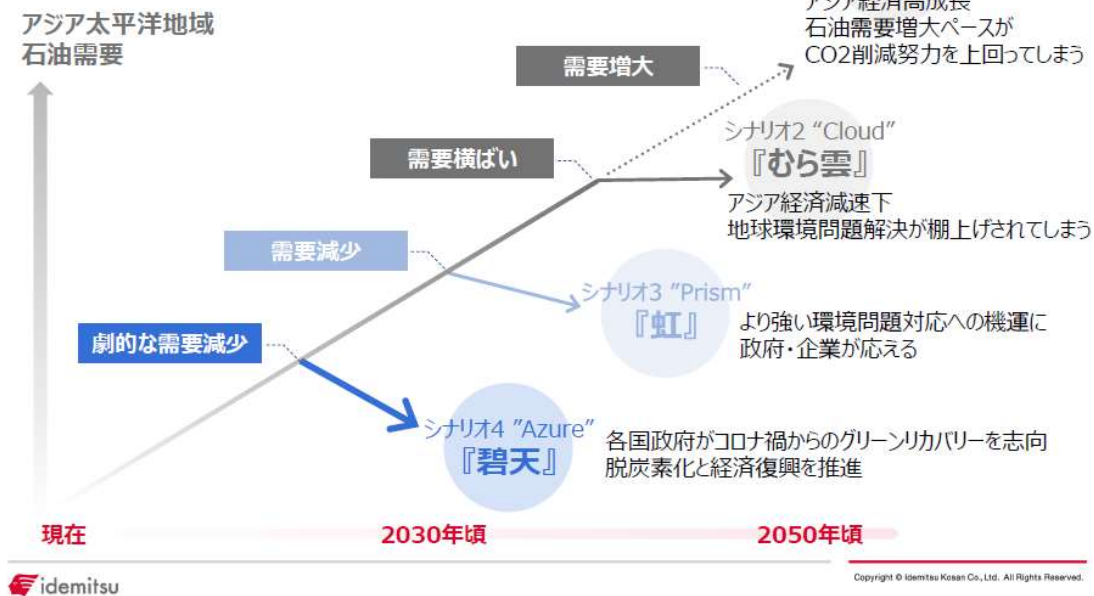 アジア経済高成長
アジア太平洋地域
石油需要
石油需要増大ペースが
CO2削減努力を上回ってしまう
需要増大
シナリオ2 “Cloud”
『むら雲』
需要横ばい
アジア経済減速下
地球環境問題解決が棚上げされてしまう
需要減少
シナリオ3 ”Prism”
『虹』
より強い環境問題対応への機運に
政府・企業が応える
劇的な需要減少
シナリオ4 ”Azure”
『碧天』
各国政府がコロナ禍からのグリーンリカバリーを志向
脱炭素化と経済復興を推進
現在
2030年頃
2050年頃
idemitsu
Copyright © Idemitsu Kosan Co., Ltd. All Rights Reserved.